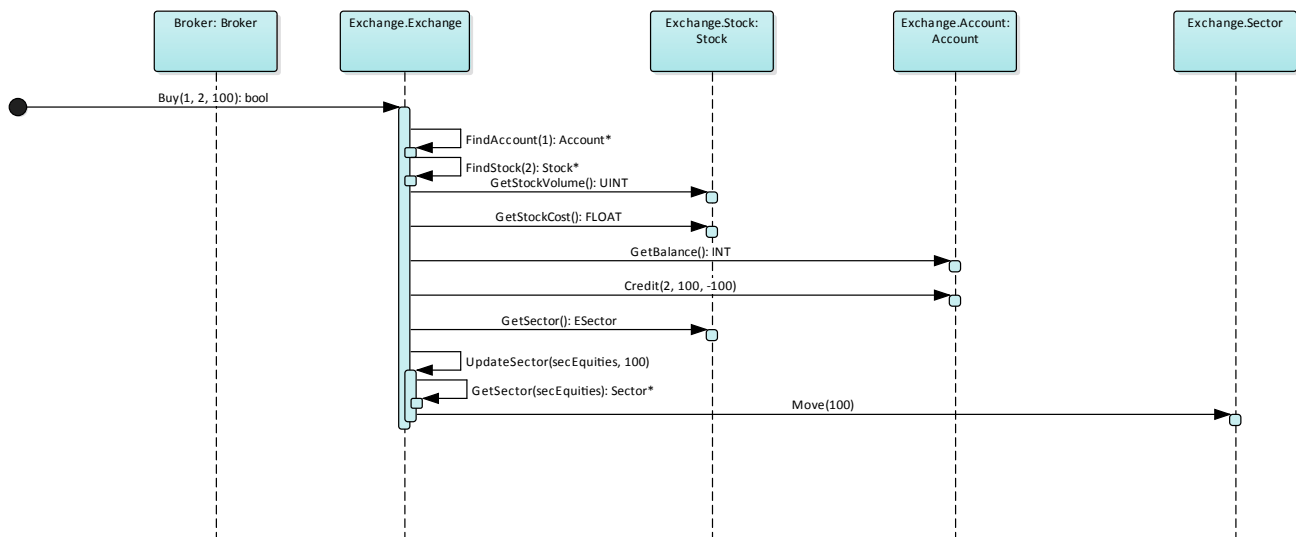 Broker: Broker
Exchange.Exchange
Exchange.Stock:
Stock
Exchange.Account:
Account
Exchange.Sector
Buy(1, 2, 100): bool
FindAccount(1): Account*
FindStock(2): Stock*
GetStockVolume(): UINT
GetStockCost(): FLOAT
GetBalance(): INT
Credit(2, 100, -100)
GetSector(): ESector
UpdateSector(secEquities, 100)
GetSector(secEquities): Sector*
Move(100)